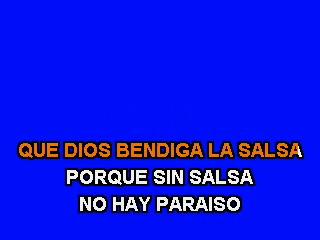 QUE DIOS BENDIGA LA SALSA
PORQUE SIN SALSA
NO HAY PARAISO